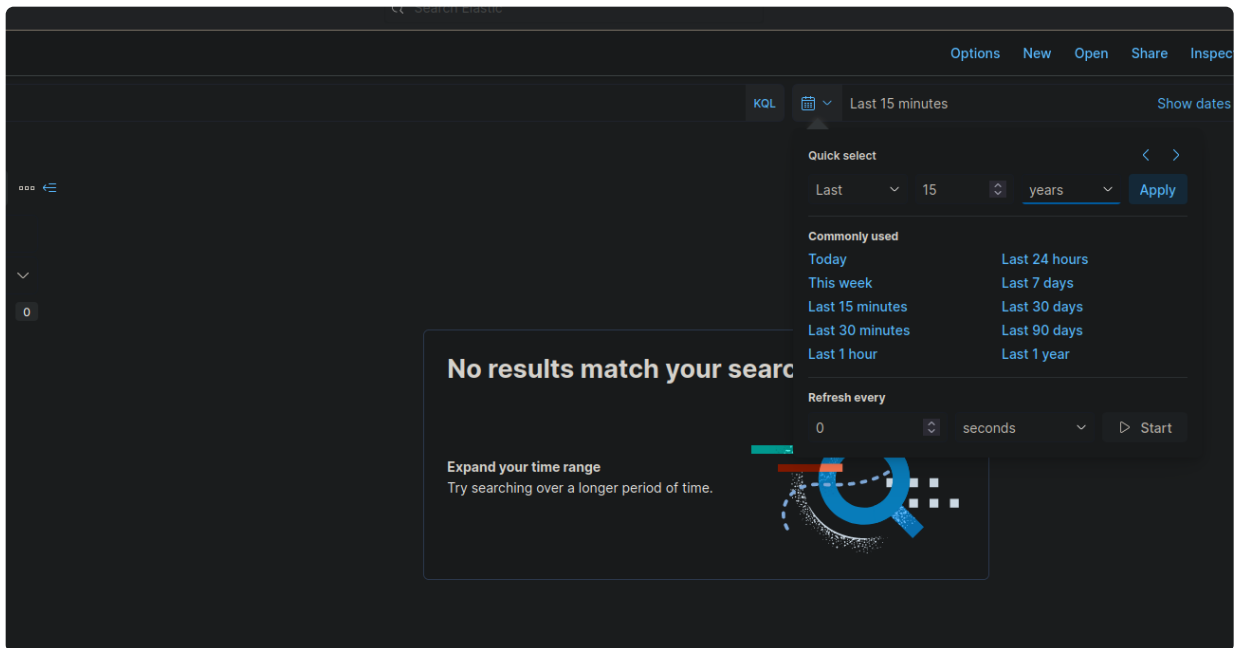 Search Elastic
Options New Open Share Inspec
KQL Last 15 minutes Show dates
Quick select
Last 15 years Apply
Commonly used
Today Last 24 hours
This week Last 7 days
Last 15 minutes Last 30 days
Last 30 minutes Last 90 days
Last 1 hour Last 1 year
0
No results match your searc
Refresh every
0 seconds Start
Expand your time range
Try searching over a longer period of time.